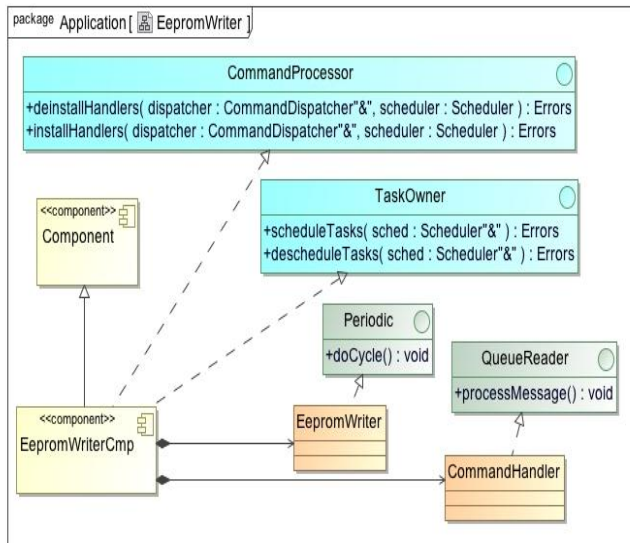 package Application [ EepromWriter ]
CommandProcessor
+deinstallHandlers( dispatcher : CommandDispatcher"&", scheduler : Scheduler ) : Errors
+installHandlers( dispatcher : CommandDispatcher"&", scheduler : Scheduler ) : Errors
TaskOwner
+scheduleTasks( sched : Scheduler"&" ) : Errors
+descheduleTasks( sched : Scheduler"&" ) : Errors
<<component>>
Component
Periodic
+doCycle() : void
QueueReader
+processMessage() : void
<<component>>
EepromWriterCmp
EepromWriter
CommandHandler